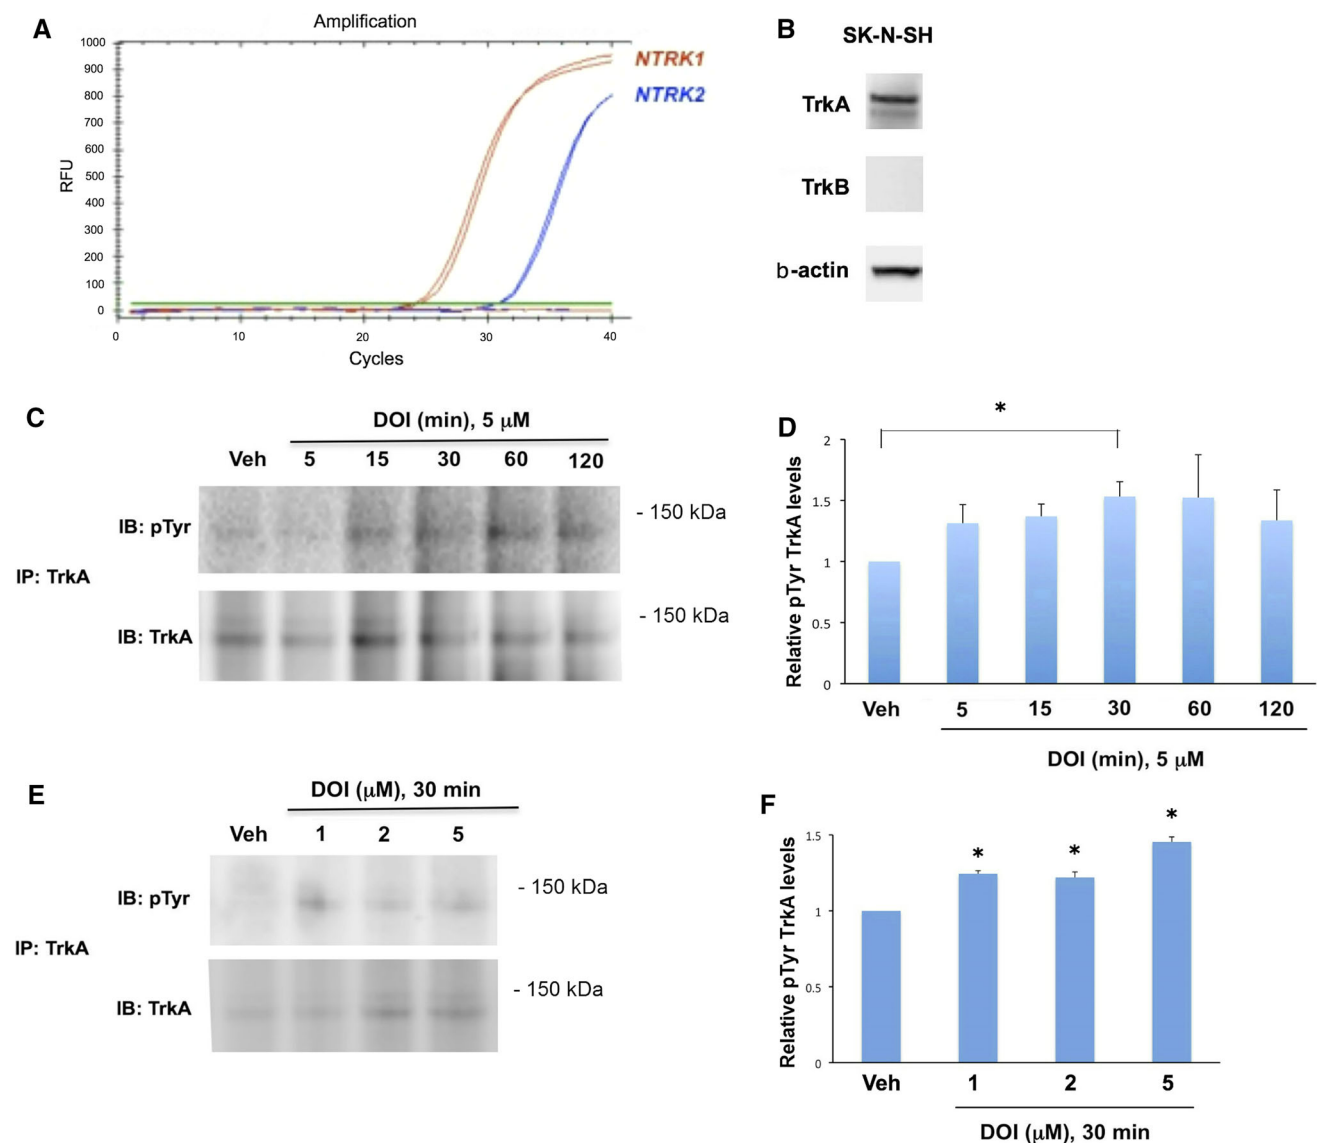 A
Amplification
1000
900
800
700
600
500
400
300
200
100
0
RFU
0 10 20 30 40
Cycles
NTRK1
NTRK2
B
SK-N-SH
TrkA
TrkB
b-actin
C
DOI (min), 5 μM
Veh 5 15 30 60 120
IB: pTyr
- 150 kDa
IP: TrkA
IB: TrkA
- 150 kDa
D
*
2
1.5
1
0.5
0
Relative pTyr TrkA levels
Veh 5 15 30 60 120
DOI (min), 5 μM
E
DOI (μM), 30 min
Veh 1 2 5
IB: pTyr
- 150 kDa
IP: TrkA
IB: TrkA
- 150 kDa
F
* * *
1.5
1
0.5
0
Relative pTyr TrkA levels
Veh 1 2 5
DOI (μM), 30 min